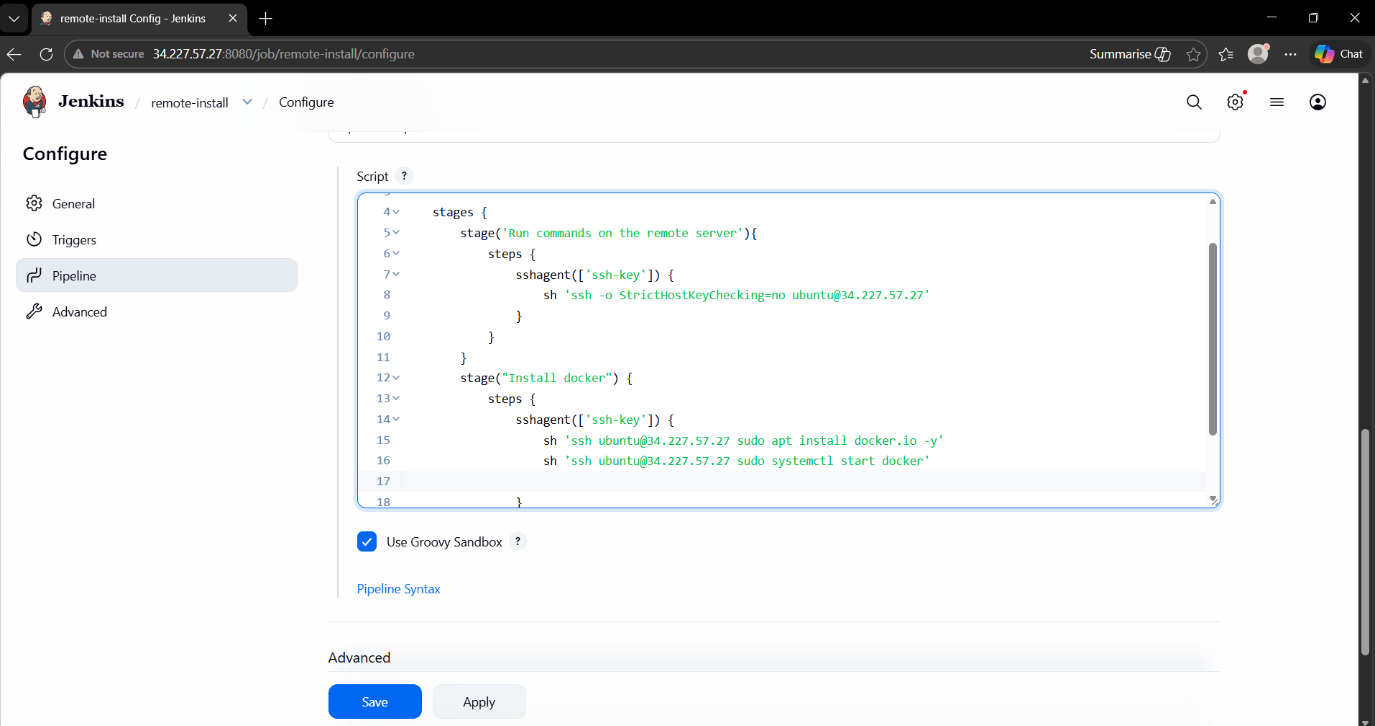 remote-install Config - Jenkins
Not secure 34.227.57.27:8080/job/remote-install/configure Summarise Chat
Jenkins / remote-install / Configure
Configure
General
Triggers
Pipeline
Advanced
Script ?
4 stages {
5 stage('Run commands on the remote server'){
6 steps {
7 sshagent(['ssh-key']) {
8 sh 'ssh -o StrictHostKeyChecking=no ubuntu@34.227.57.27'
9 }
10 }
11 }
12 stage("Install docker") {
13 steps {
14 sshagent(['ssh-key']) {
15 sh 'ssh ubuntu@34.227.57.27 sudo apt install docker.io -y'
16 sh 'ssh ubuntu@34.227.57.27 sudo systemctl start docker'
17
18 }
Use Groovy Sandbox ?
Pipeline Syntax
Advanced
Save Apply